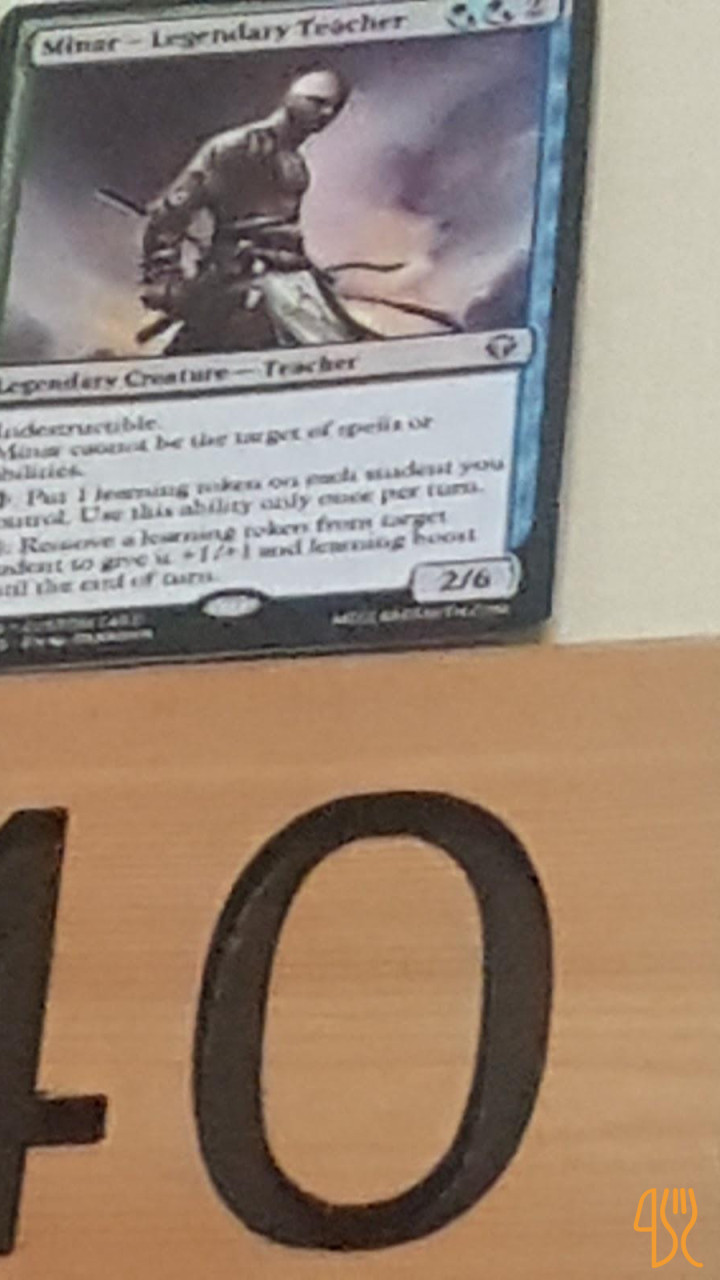 Minar – Legendary Teacher 2
Legendary Creature — Teacher
Indestructible.
Minar cannot be the target of spells or
abilities.
: Put 1 learning token on each student you
control. Use this ability only once per turn.
: Remove a learning token from target
student to give it +1/+1 and learning boost
until the end of turn.
2/6
40